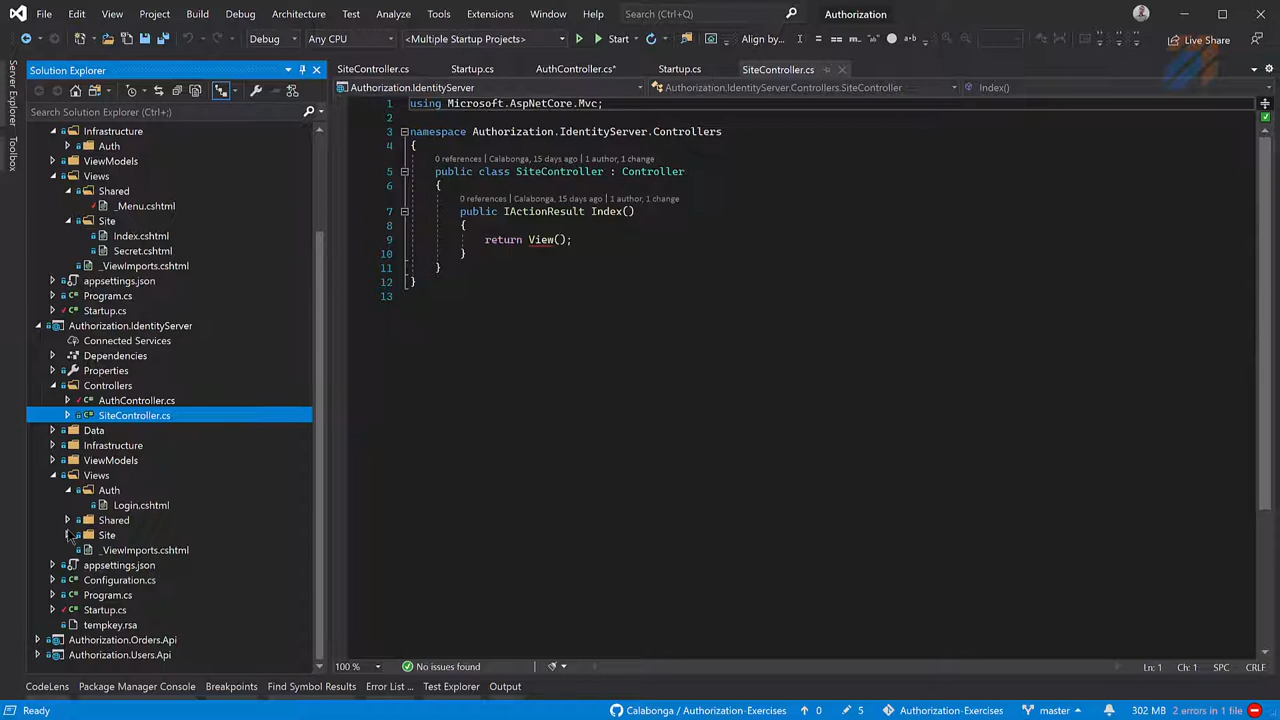 File Edit View Git Project Build Debug Architecture Test Analyze Tools Extensions Window Help Search (Ctrl+Q) Authorization
Debug Any CPU <Multiple Startup Projects> Start Align by... Live Share
Server Explorer
Toolbox
Solution Explorer
Search Solution Explorer (Ctrl+;)
Infrastructure
Auth
ViewModels
Views
Shared
_Menu.cshtml
Site
Index.cshtml
Secret.cshtml
_ViewImports.cshtml
appsettings.json
Program.cs
Startup.cs
Authorization.IdentityServer
Connected Services
Dependencies
Properties
Controllers
AuthController.cs
SiteController.cs
Data
Infrastructure
ViewModels
Views
Auth
Login.cshtml
Shared
Site
_ViewImports.cshtml
appsettings.json
Configuration.cs
Program.cs
Startup.cs
tempkey.rsa
Authorization.Orders.Api
Authorization.Users.Api
SiteController.cs Startup.cs AuthController.cs* Startup.cs SiteController.cs
Authorization.IdentityServer Authorization.IdentityServer.Controllers.SiteController Index()
1 using Microsoft.AspNetCore.Mvc;
2
3 namespace Authorization.IdentityServer.Controllers
4 {
0 references | Calabonga, 15 days ago | 1 author, 1 change
5 public class SiteController : Controller
6 {
0 references | Calabonga, 15 days ago | 1 author, 1 change
7 public IActionResult Index()
8 {
9 return View();
10 }
11 }
12 }
13
100 % No issues found Ln: 1 Ch: 1 SPC CRLF
CodeLens Package Manager Console Breakpoints Find Symbol Results Error List ... Test Explorer Output
Ready Calabonga / Authorization-Exercises 0 5 Authorization-Exercises master 302 MB 2 errors in 1 file